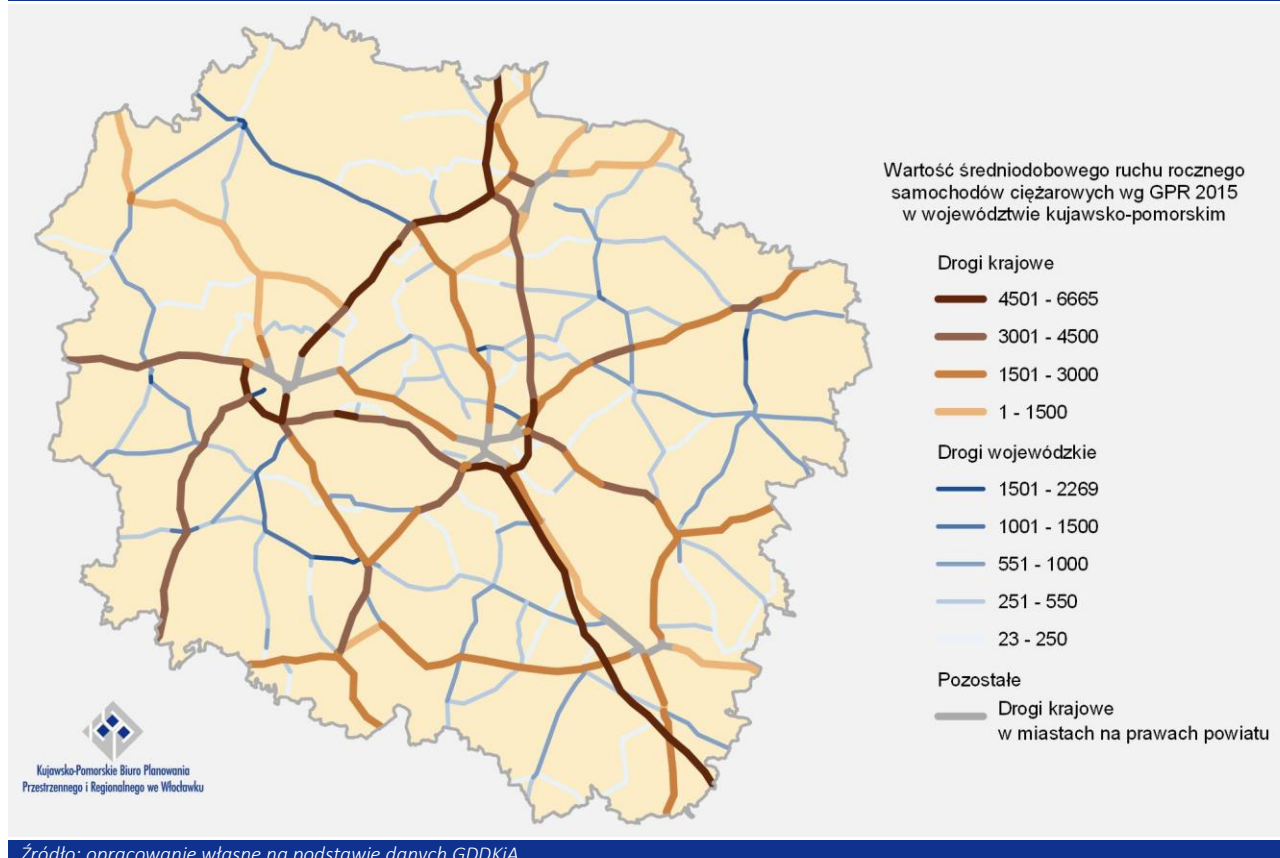 Wartość średniodobowego ruchu rocznego
samochodów ciężarowych wg GPR 2015
w województwie kujawsko-pomorskim
Drogi krajowe
4501 - 6665
3001 - 4500
1501 - 3000
1 - 1500
Drogi wojewódzkie
1501 - 2269
1001 - 1500
551 - 1000
251 - 550
23 - 250
Pozostałe
Drogi krajowe
w miastach na prawach powiatu
Kujawsko-Pomorskie Biuro Planowania
Przestrzennego i Regionalnego we Włocławku
Źródło: opracowanie własne na podstawie danych GDDKiA